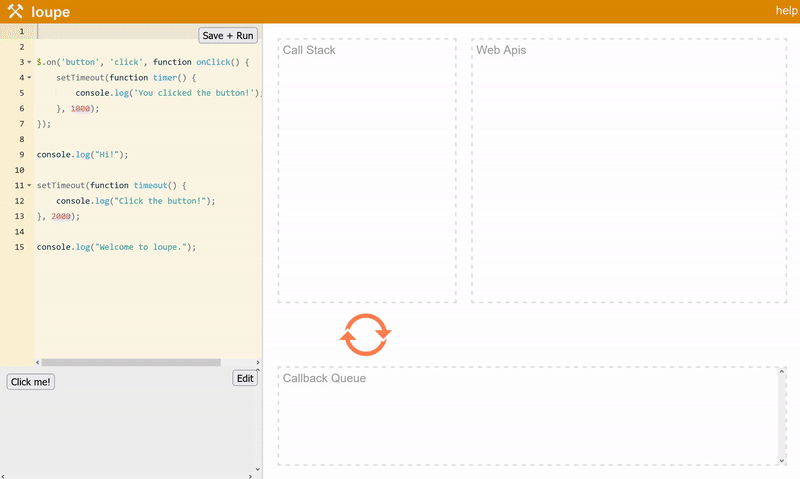 loupe
help
Save + Run
1
2
3 $.on('button', 'click', function onClick() {
4 setTimeout(function timer() {
5 console.log('You clicked the button!');
6 }, 1000);
7 });
8
9 console.log("Hi!");
10
11 setTimeout(function timeout() {
12 console.log("Click the button!");
13 }, 2000);
14
15 console.log("Welcome to loupe.");
Click me!
Edit
Call Stack
Web Apis
Callback Queue